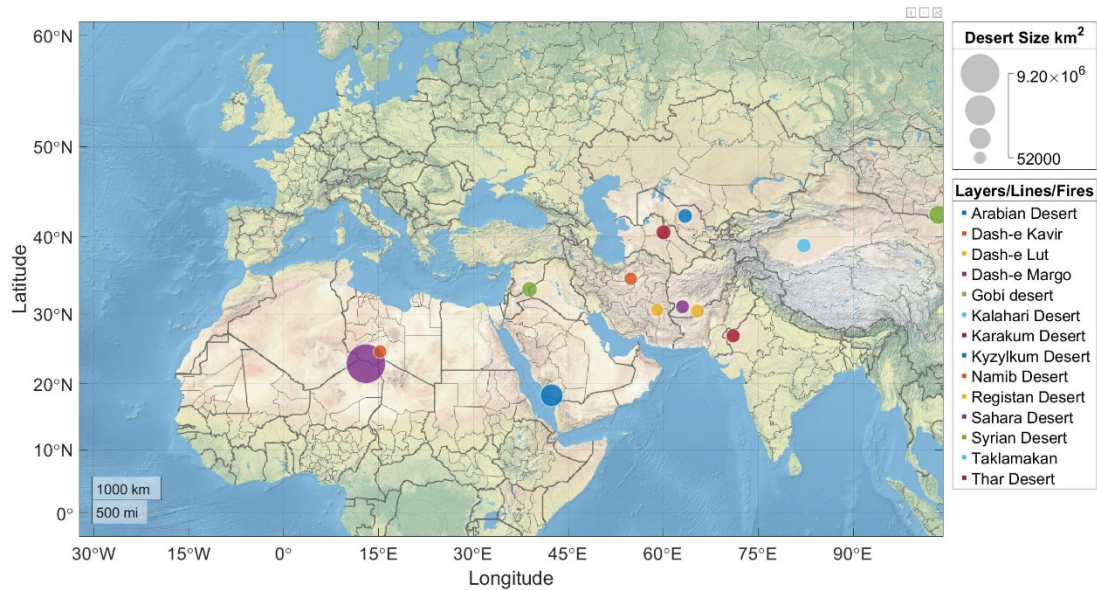 60°N
50°N
40°N
30°N
20°N
10°N
0°
Latitude
1000 km
500 mi
30°W 15°W 0° 15°E 30°E 45°E 60°E 75°E 90°E
Longitude
Desert Size km²
9.20×10⁶
52000
Layers/Lines/Fires
Arabian Desert
Dash-e Kavir
Dash-e Lut
Dash-e Margo
Gobi desert
Kalahari Desert
Karakum Desert
Kyzylkum Desert
Namib Desert
Registan Desert
Sahara Desert
Syrian Desert
Taklamakan
Thar Desert